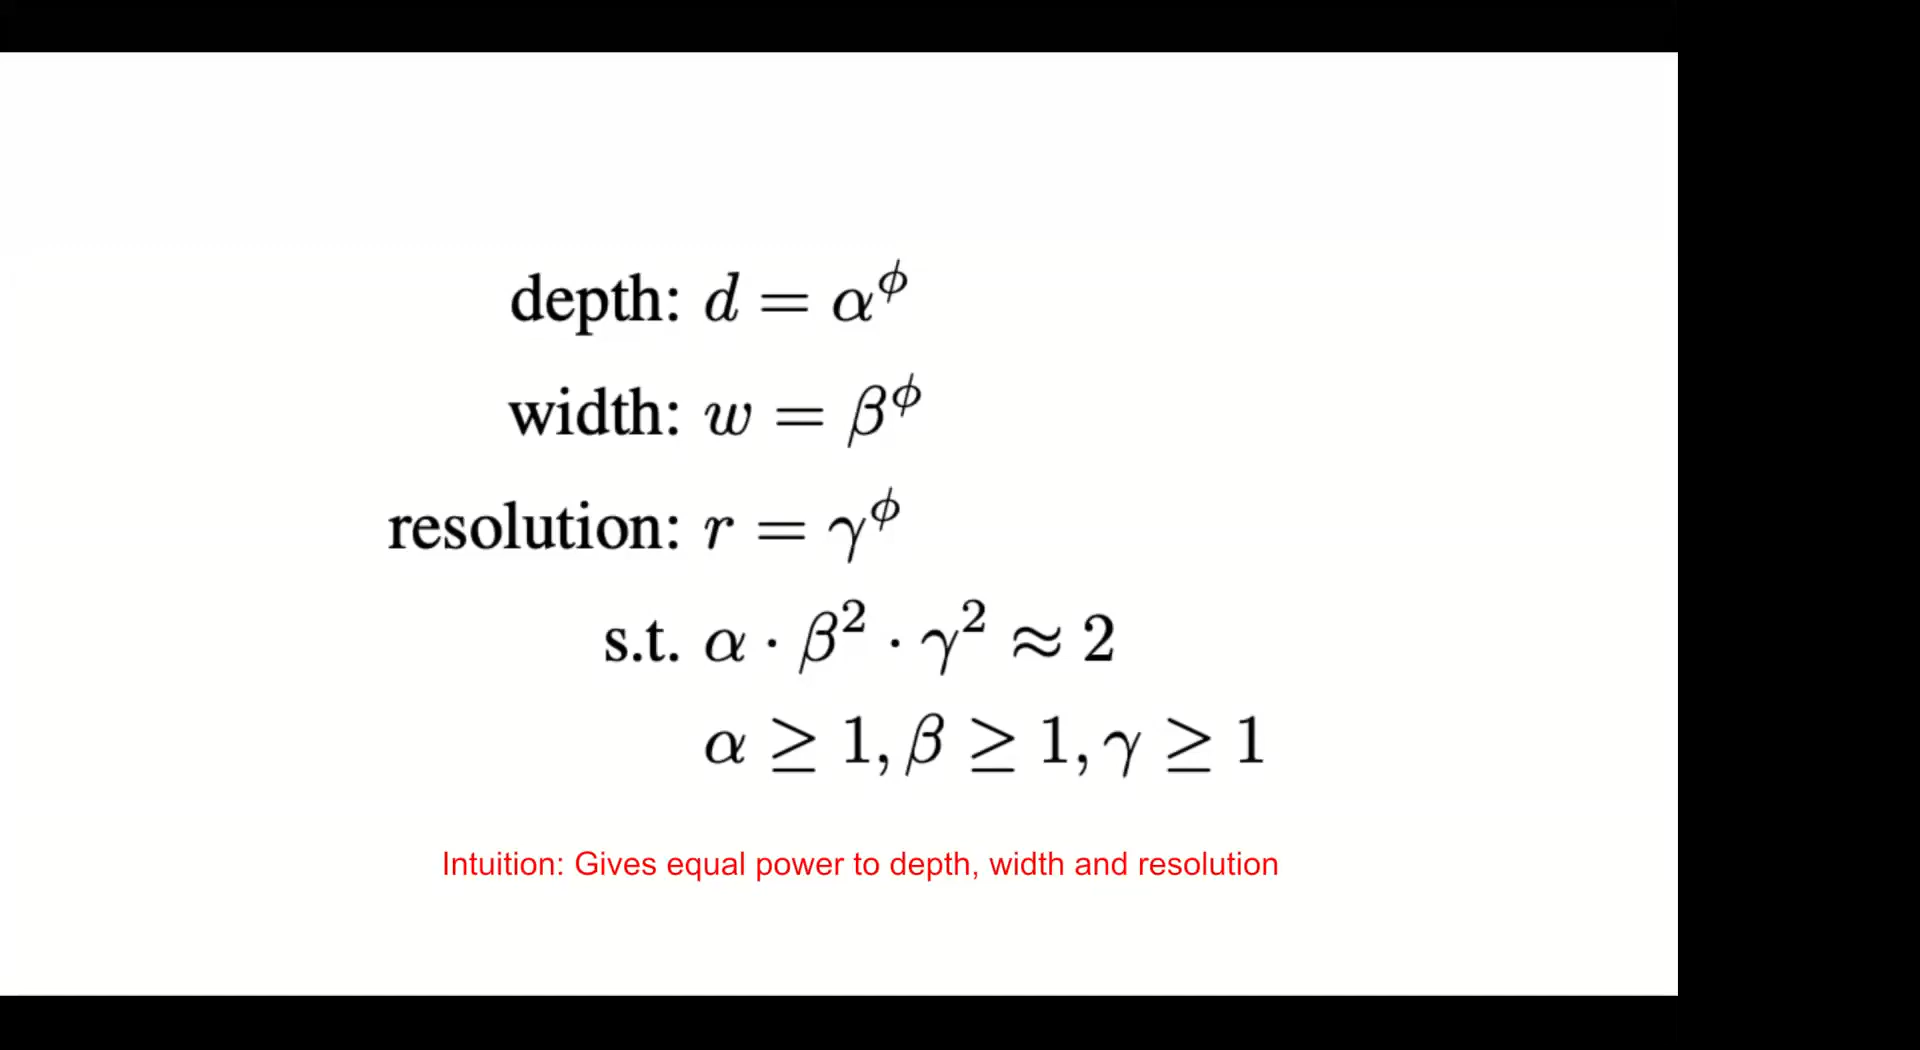 depth: d = α^ϕ
width: w = β^ϕ
resolution: r = γ^ϕ
s.t. α · β² · γ² ≈ 2
α ≥ 1, β ≥ 1, γ ≥ 1
Intuition: Gives equal power to depth, width and resolution